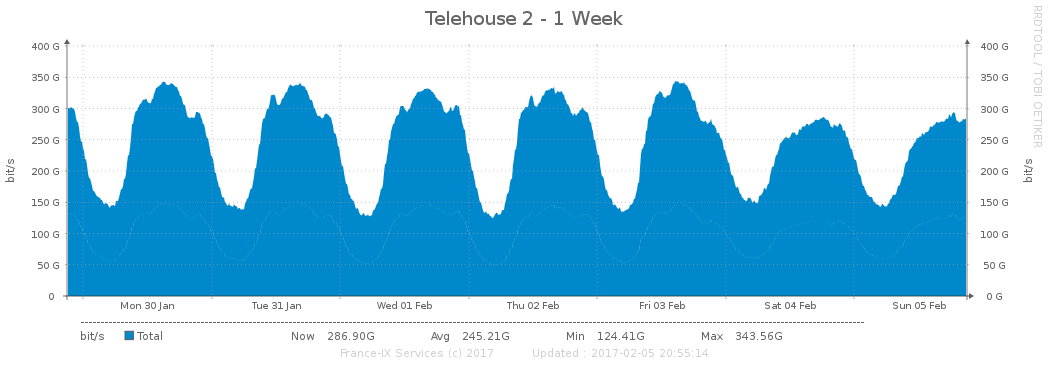 Telehouse 2 - 1 Week
RRDTOOL / TOBI OETIKER
400 G 400 G
350 G 350 G
300 G 300 G
250 G 250 G
200 G 200 G
150 G 150 G
100 G 100 G
50 G 50 G
0 0 G
bit/s bit/s
Mon 30 Jan Tue 31 Jan Wed 01 Feb Thu 02 Feb Fri 03 Feb Sat 04 Feb Sun 05 Feb
bit/s Total Now 286.90G Avg 245.21G Min 124.41G Max 343.56G
France-IX Services (c) 2017 Updated : 2017-02-05 20:55:14